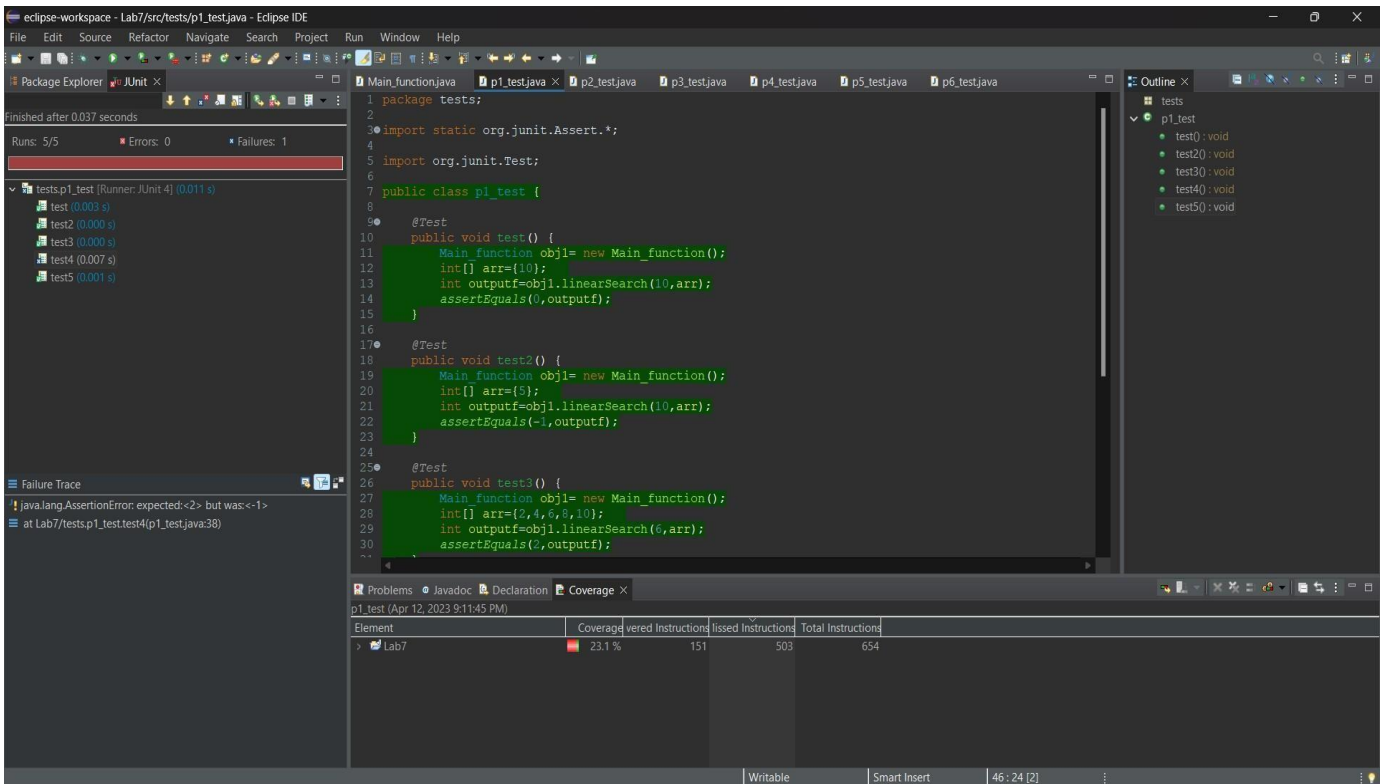 eclipse-workspace - Lab7/src/tests/p1_test.java - Eclipse IDE
File Edit Source Refactor Navigate Search Project Run Window Help
Package Explorer JUnit
Finished after 0.037 seconds
Runs: 5/5 Errors: 0 Failures: 1
tests.p1_test [Runner: JUnit 4] (0.011 s)
test (0.003 s)
test2 (0.000 s)
test3 (0.000 s)
test4 (0.007 s)
test5 (0.001 s)
Failure Trace
java.lang.AssertionError: expected:<2> but was:<-1>
at Lab7/tests.p1_test.test4(p1_test.java:38)
Main_function.java p1_test.java p2_test.java p3_test.java p4_test.java p5_test.java p6_test.java
1 package tests;
2
3 import static org.junit.Assert.*;
4
5 import org.junit.Test;
6
7 public class p1_test {
8
9 @Test
10 public void test() {
11 Main_function obj1= new Main_function();
12 int[] arr={10};
13 int outputf=obj1.linearSearch(10,arr);
14 assertEquals(0,outputf);
15 }
16
17 @Test
18 public void test2() {
19 Main_function obj1= new Main_function();
20 int[] arr={5};
21 int outputf=obj1.linearSearch(10,arr);
22 assertEquals(-1,outputf);
23 }
24
25 @Test
26 public void test3() {
27 Main_function obj1= new Main_function();
28 int[] arr={2,4,6,8,10};
29 int outputf=obj1.linearSearch(6,arr);
30 assertEquals(2,outputf);
Outline
tests
p1_test
test() : void
test2() : void
test3() : void
test4() : void
test5() : void
Problems Javadoc Declaration Coverage
p1_test (Apr 12, 2023 9:11:45 PM)
Element Coverage vered Instructions lissed Instructions Total Instructions
Lab7 23.1 % 151 503 654
Writable Smart Insert 46 : 24 [2]